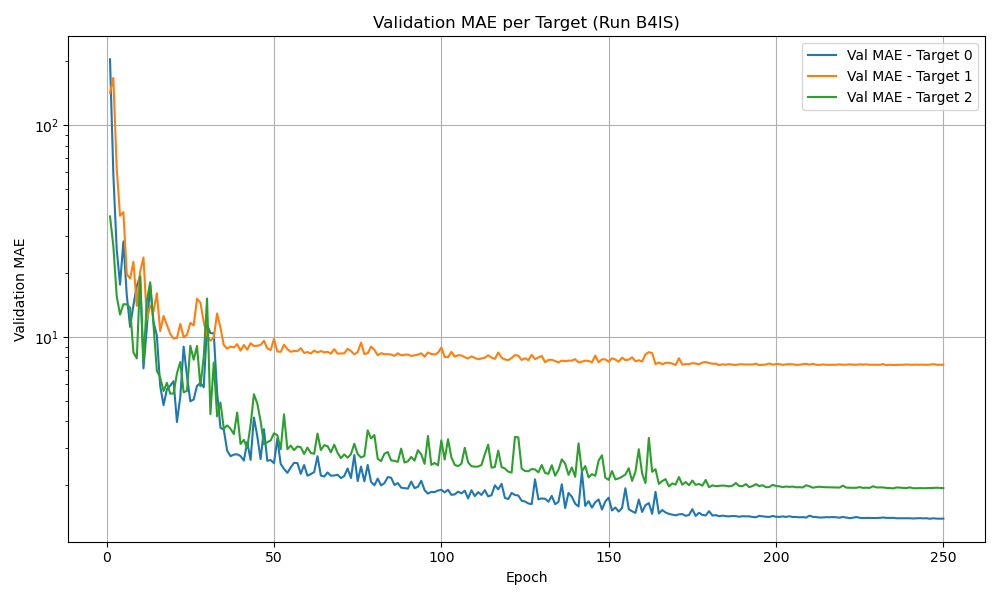 Validation MAE per Target (Run B4IS)
Val MAE - Target 0
Val MAE - Target 1
Val MAE - Target 2
Validation MAE
10²
10¹
0 50 100 150 200 250
Epoch